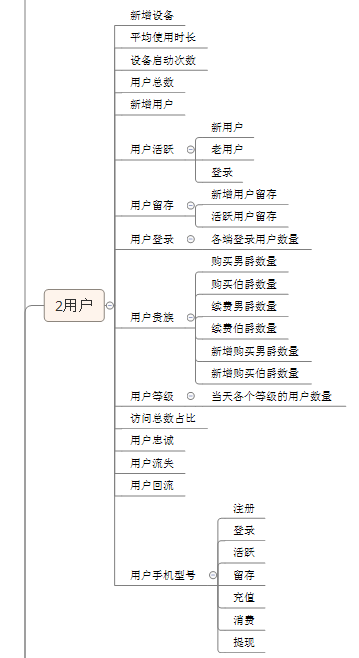 新增设备
平均使用时长
设备启动次数
用户总数
新增用户
新用户
用户活跃
老用户
登录
新增用户留存
用户留存
活跃用户留存
用户登录
各端登录用户数量
购买男爵数量
购买伯爵数量
2用户
续费男爵数量
用户贵族
续费伯爵数量
新增购买男爵数量
新增购买伯爵数量
用户等级
当天各个等级的用户数量
访问总数占比
用户忠诚
用户流失
用户回流
注册
登录
活跃
用户手机型号
留存
充值
消费
提现